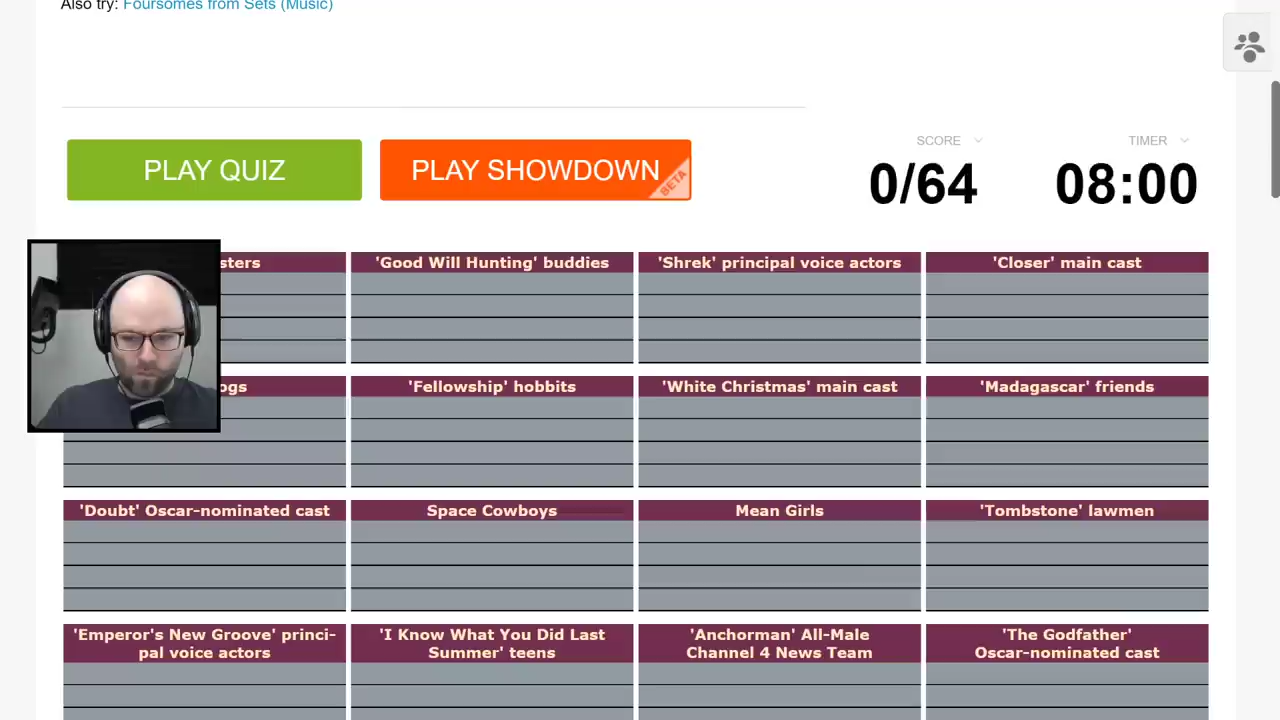 Also try: Foursomes from Sets (Music)
PLAY QUIZ
PLAY SHOWDOWN
BETA
SCORE
0/64
TIMER
08:00
sters
'Good Will Hunting' buddies
'Shrek' principal voice actors
'Closer' main cast
ogs
'Fellowship' hobbits
'White Christmas' main cast
'Madagascar' friends
'Doubt' Oscar-nominated cast
Space Cowboys
Mean Girls
'Tombstone' lawmen
'Emperor's New Groove' princi-
pal voice actors
'I Know What You Did Last
Summer' teens
'Anchorman' All-Male
Channel 4 News Team
'The Godfather'
Oscar-nominated cast